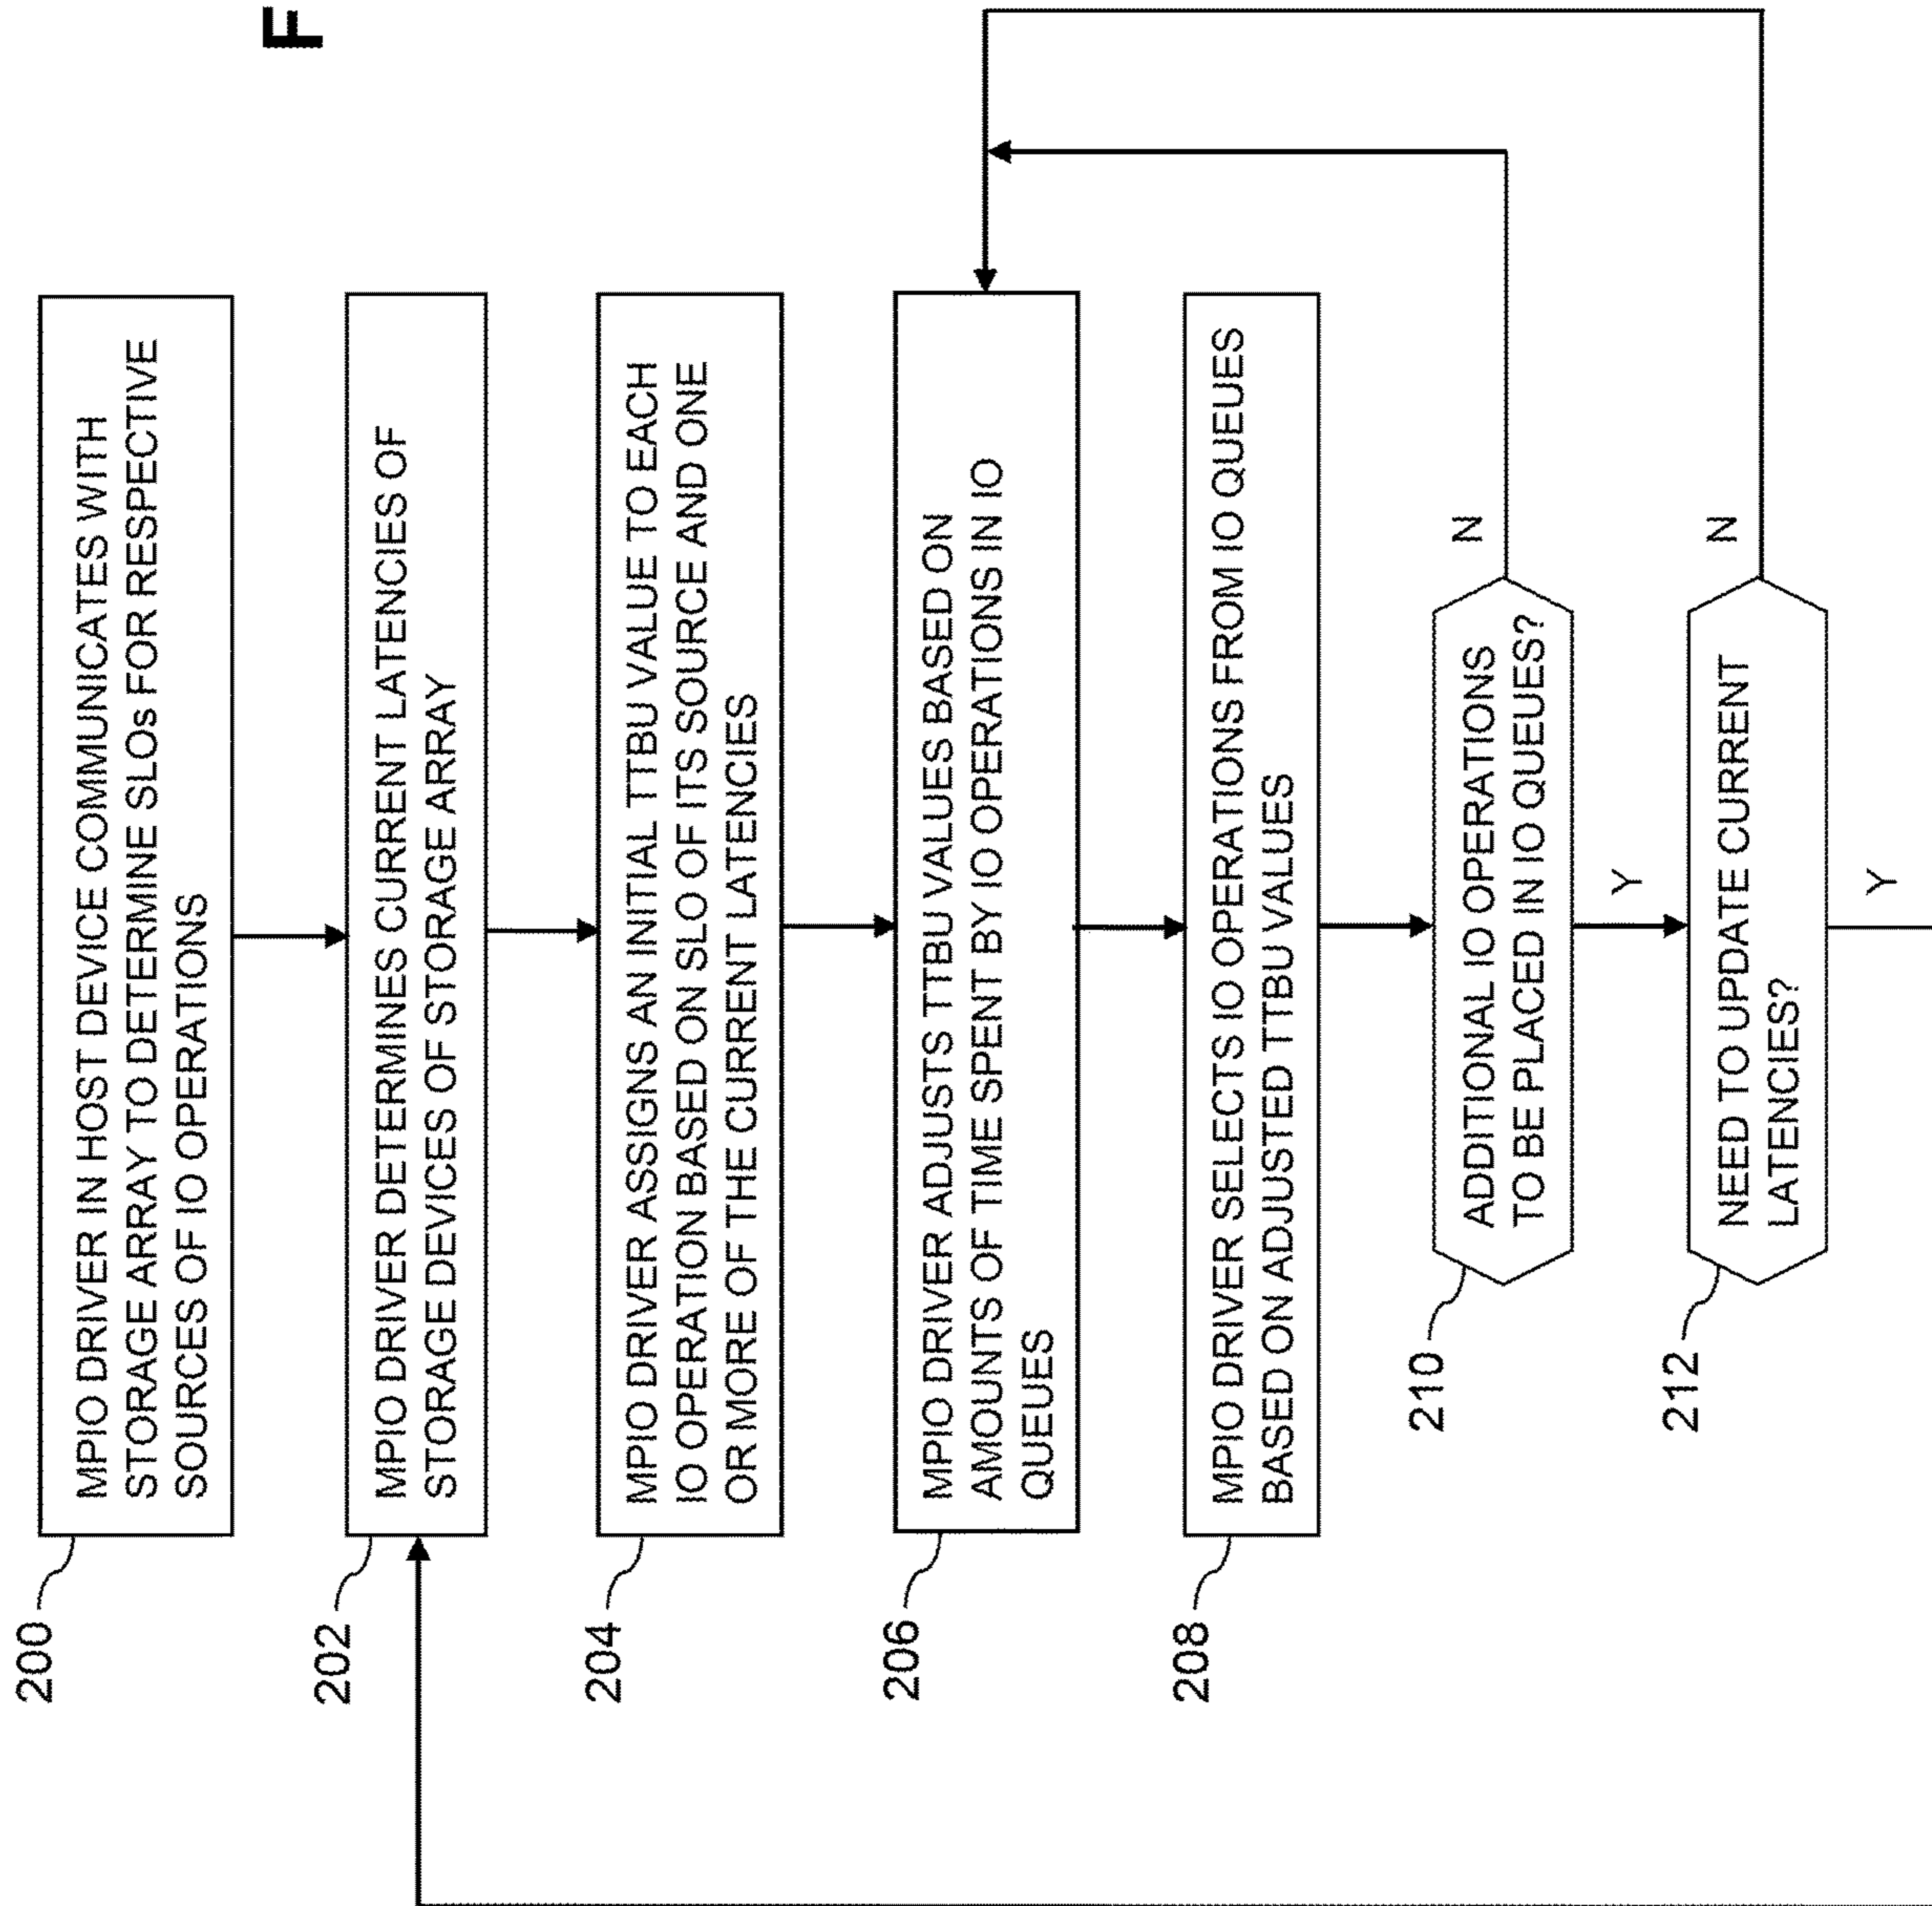 F
200
MPIO DRIVER IN HOST DEVICE COMMUNICATES WITH
STORAGE ARRAY TO DETERMINE SLOs FOR RESPECTIVE
SOURCES OF IO OPERATIONS
202
MPIO DRIVER DETERMINES CURRENT LATENCIES OF
STORAGE DEVICES OF STORAGE ARRAY
204
MPIO DRIVER ASSIGNS AN INITIAL TTBU VALUE TO EACH
IO OPERATION BASED ON SLO OF ITS SOURCE AND ONE
OR MORE OF THE CURRENT LATENCIES
206
MPIO DRIVER ADJUSTS TTBU VALUES BASED ON
AMOUNTS OF TIME SPENT BY IO OPERATIONS IN IO
QUEUES
208
MPIO DRIVER SELECTS IO OPERATIONS FROM IO QUEUES
BASED ON ADJUSTED TTBU VALUES
210
ADDITIONAL IO OPERATIONS
TO BE PLACED IN IO QUEUES?
N
Y
212
NEED TO UPDATE CURRENT
LATENCIES?
N
Y